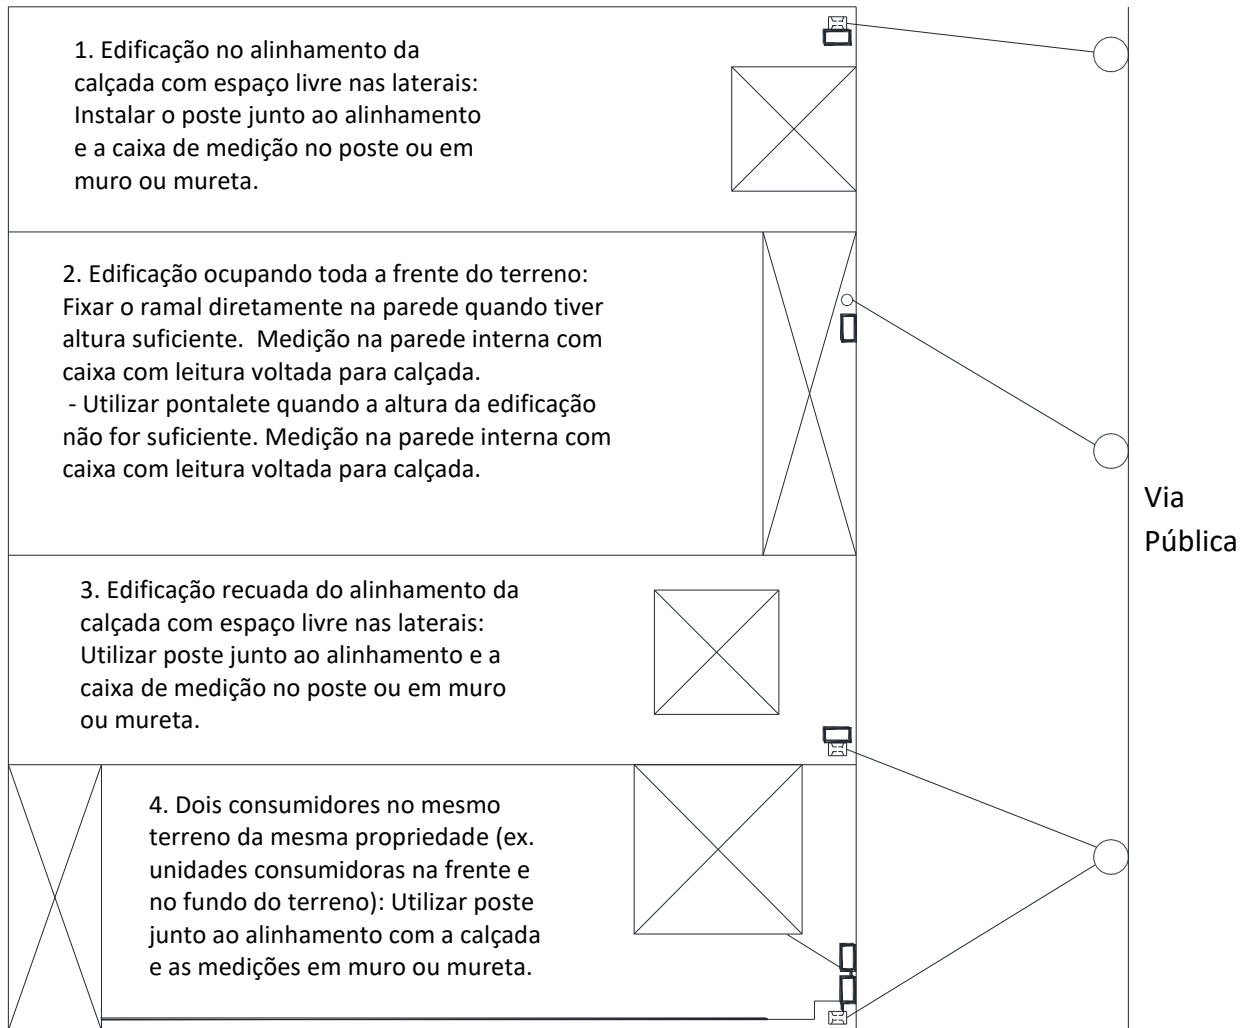 1. Edificação no alinhamento da
calçada com espaço livre nas laterais:
Instalar o poste junto ao alinhamento
e a caixa de medição no poste ou em
muro ou mureta.
2. Edificação ocupando toda a frente do terreno:
Fixar o ramal diretamente na parede quando tiver
altura suficiente.  Medição na parede interna com
caixa com leitura voltada para calçada.
- Utilizar pontalete quando a altura da edificação
não for suficiente. Medição na parede interna com
caixa com leitura voltada para calçada.
Via
Pública
3. Edificação recuada do alinhamento da
calçada com espaço livre nas laterais:
Utilizar poste junto ao alinhamento e a
caixa de medição no poste ou em muro
ou mureta.
4. Dois consumidores no mesmo
terreno da mesma propriedade (ex.
unidades consumidoras na frente e
no fundo do terreno): Utilizar poste
junto ao alinhamento com a calçada
e as medições em muro ou mureta.